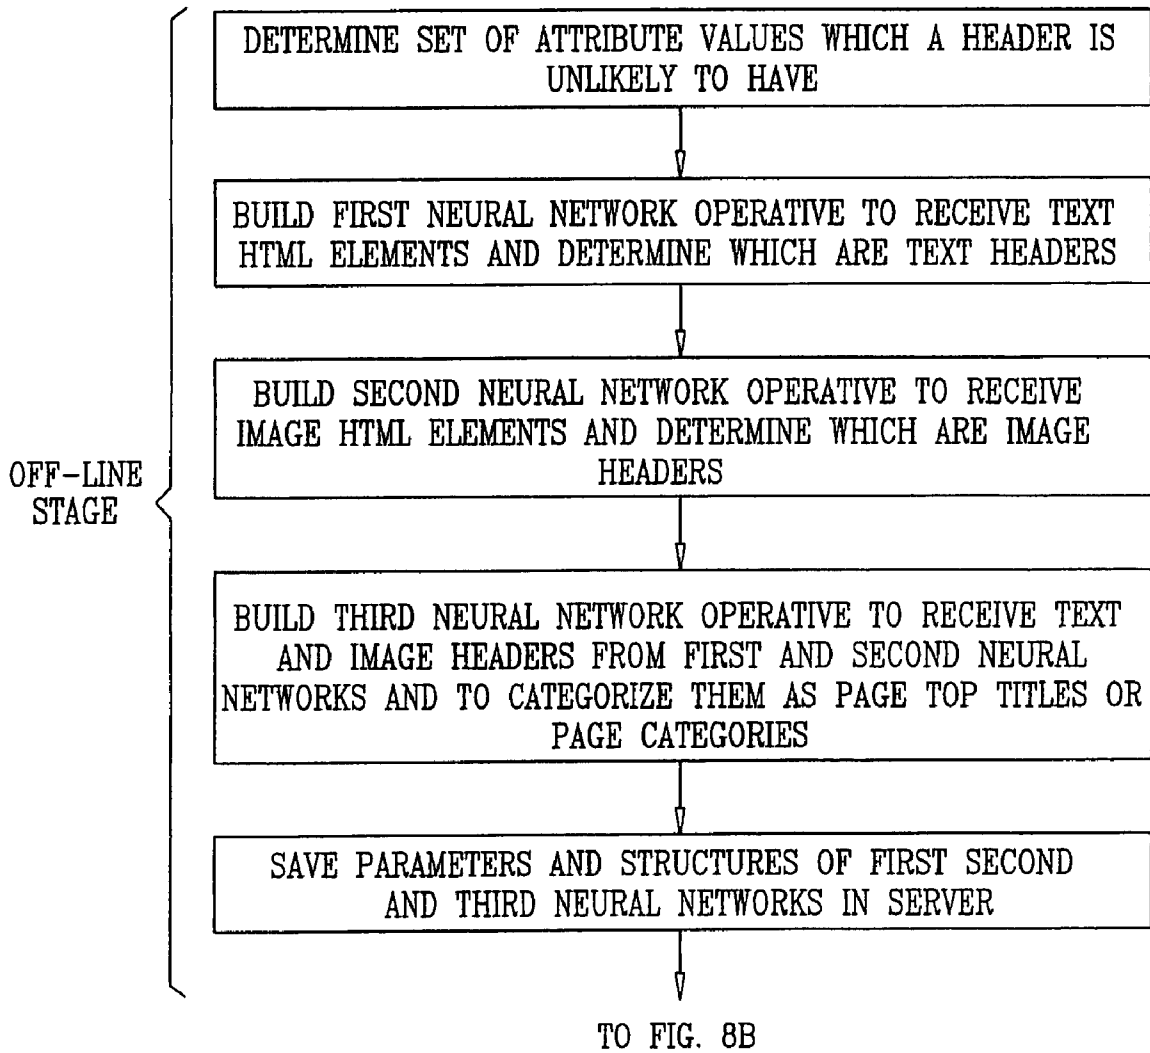 DETERMINE SET OF ATTRIBUTE VALUES WHICH A HEADER IS
UNLIKELY TO HAVE
BUILD FIRST NEURAL NETWORK OPERATIVE TO RECEIVE TEXT
HTML ELEMENTS AND DETERMINE WHICH ARE TEXT HEADERS
BUILD SECOND NEURAL NETWORK OPERATIVE TO RECEIVE
IMAGE HTML ELEMENTS AND DETERMINE WHICH ARE IMAGE
HEADERS
OFF-LINE
STAGE
BUILD THIRD NEURAL NETWORK OPERATIVE TO RECEIVE TEXT
AND IMAGE HEADERS FROM FIRST AND SECOND NEURAL
NETWORKS AND TO CATEGORIZE THEM AS PAGE TOP TITLES OR
PAGE CATEGORIES
SAVE PARAMETERS AND STRUCTURES OF FIRST SECOND
AND THIRD NEURAL NETWORKS IN SERVER
TO FIG. 8B